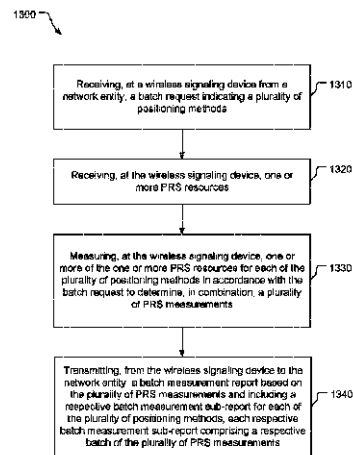 1300
Receiving, at a wireless signaling device from a
network entity, a batch request indicating a plurality of
positioning methods
1310
Receiving, at the wireless signaling device, one or
more PRS resources
1320
Measuring, at the wireless signaling device, one or
more of the one or more PRS resources for each of the
plurality of positioning methods in accordance with the
batch request to determine, in combination, a plurality
of PRS measurements
1330
Transmitting, from the wireless signaling device to the
network entity, a batch measurement report based on
the plurality of PRS measurements and including a
respective batch measurement sub-report for each of
the plurality of positioning methods, each respective
batch measurement sub-report comprising a respective
batch of the plurality of PRS measurements
1340